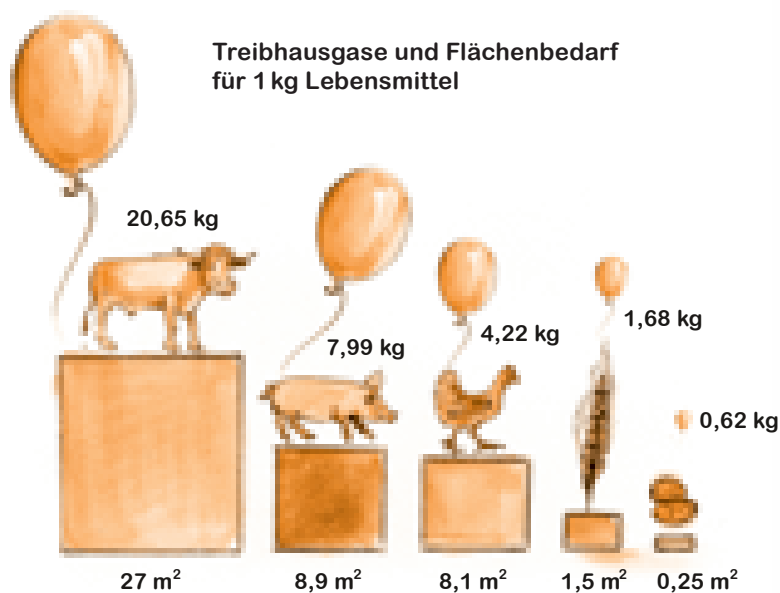 Treibhausgase und Flächenbedarf
für 1 kg Lebensmittel
20,65 kg
7,99 kg
4,22 kg
1,68 kg
0,62 kg
27 m²
8,9 m²
8,1 m²
1,5 m²
0,25 m²